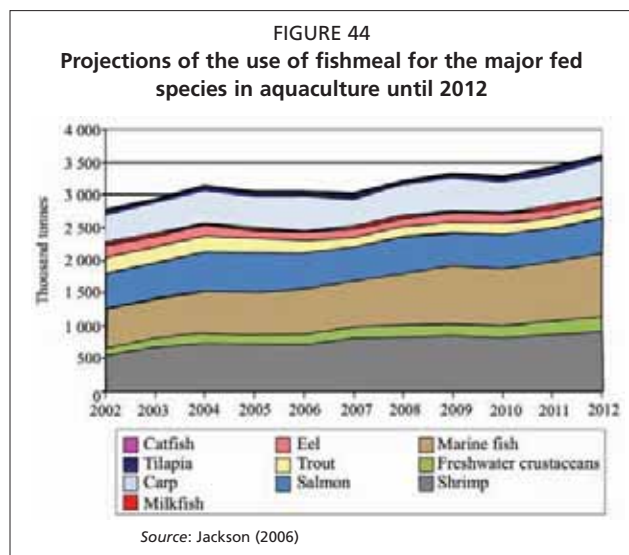 FIGURE 44
Projections of the use of fishmeal for the major fed
species in aquaculture until 2012
Thousand tonnes
4 000
3 500
3 000
2 500
2 000
1 500
1 000
500
0
2002 2003 2004 2005 2006 2007 2008 2009 2010 2011 2012
Catfish Eel Marine fish
Tilapia Trout Freshwater crustaceans
Carp Salmon Shrimp
Milkfish
Source: Jackson (2006)